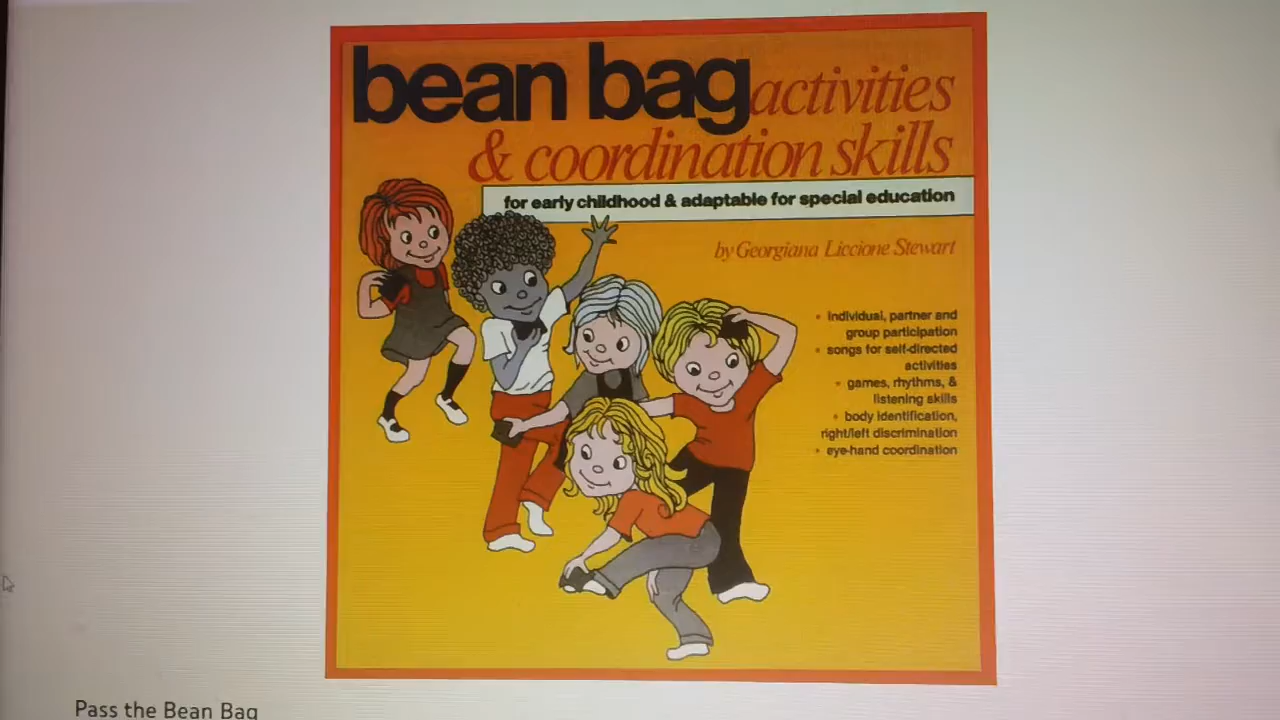 bean bag activities
& coordination skills
for early childhood & adaptable for special education
by Georgiana Liccione Stewart
• individual, partner and
group participation
• songs for self-directed
activities
• games, rhythms, &
listening skills
• body identification,
right/left discrimination
• eye-hand coordination
Pass the Bean Bag